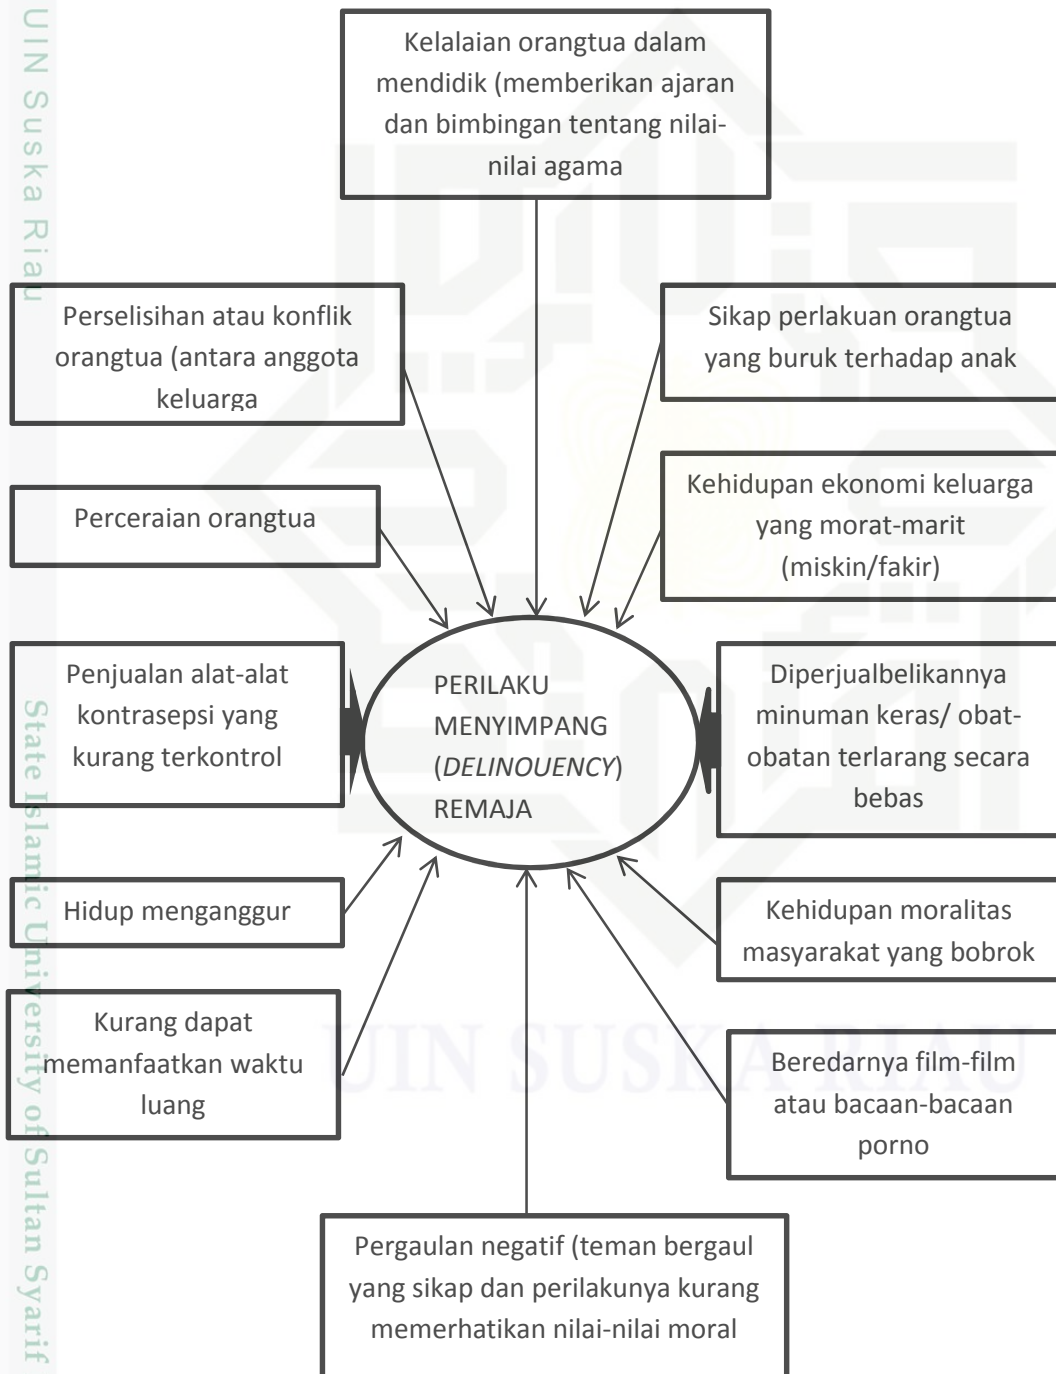 UIN Suska Riau
State Islamic University of Sultan Syarif
Kelalaian orangtua dalam
mendidik (memberikan ajaran
dan bimbingan tentang nilai-
nilai agama
Perselisihan atau konflik
orangtua (antara anggota
keluarga
Sikap perlakuan orangtua
yang buruk terhadap anak
Perceraian orangtua
Kehidupan ekonomi keluarga
yang morat-marit
(miskin/fakir)
Penjualan alat-alat
kontrasepsi yang
kurang terkontrol
PERILAKU
MENYIMPANG
(DELINOUENCY)
REMAJA
Diperjualbelikannya
minuman keras/ obat-
obatan terlarang secara
bebas
Hidup menganggur
Kehidupan moralitas
masyarakat yang bobrok
Kurang dapat
memanfaatkan waktu
luang
Beredarnya film-film
atau bacaan-bacaan
porno
UIN SUSKA RIAU
Pergaulan negatif (teman bergaul
yang sikap dan perilakunya kurang
memerhatikan nilai-nilai moral